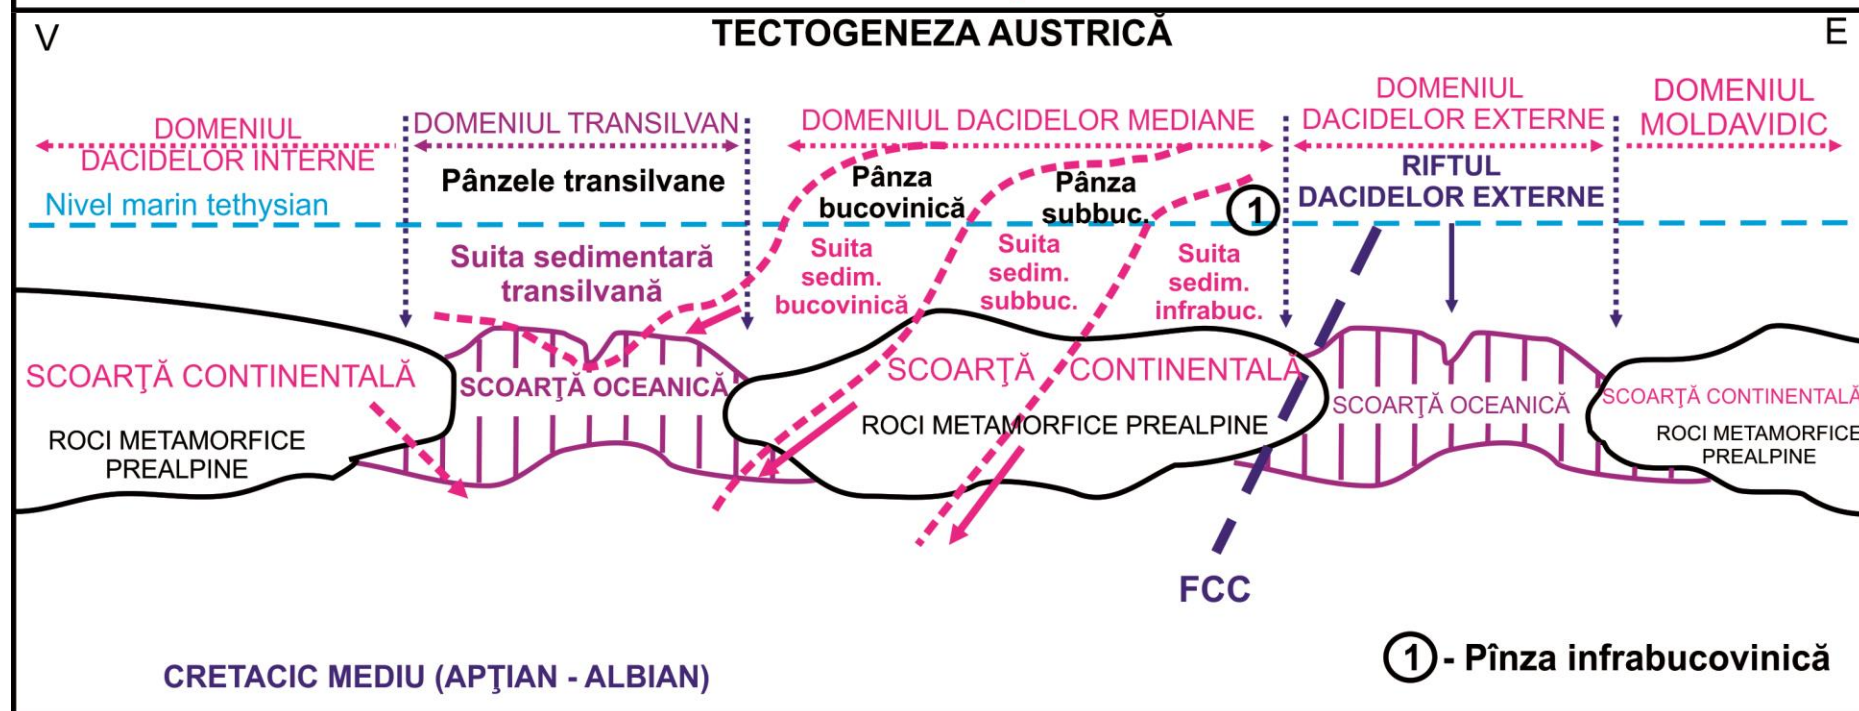 TECTOGENEZA AUSTRICĂ
V
E
DOMENIUL
DACIDELOR INTERNE
DOMENIUL TRANSILVAN
DOMENIUL DACIDELOR MEDIANE
DOMENIUL
DACIDELOR EXTERNE
DOMENIUL
MOLDAVIDIC
Pânzele transilvane
Pânza
bucovinică
Pânza
subbuc.
1
RIFTUL
DACIDELOR EXTERNE
Nivel marin tethysian
Suita sedimentară
transilvană
Suita
sedim.
bucovinică
Suita
sedim.
subbuc.
Suita
sedim.
infrabuc.
SCOARŢĂ CONTINENTALĂ
ROCI METAMORFICE
PREALPINE
SCOARŢĂ OCEANICĂ
SCOARŢĂ CONTINENTALĂ
ROCI METAMORFICE PREALPINE
SCOARŢĂ OCEANICĂ
SCOARŢĂ CONTINENTALĂ
ROCI METAMORFICE
PREALPINE
FCC
CRETACIC MEDIU (APŢIAN - ALBIAN)
1 - Pînza infrabucovinică